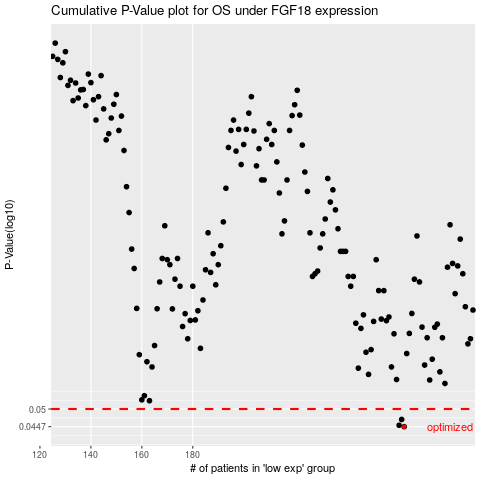 Cumulative P-Value plot for OS under FGF18 expression
P-Value(log10)
0.05
0.0447
optimized
120 140 160 180
# of patients in 'low exp' group